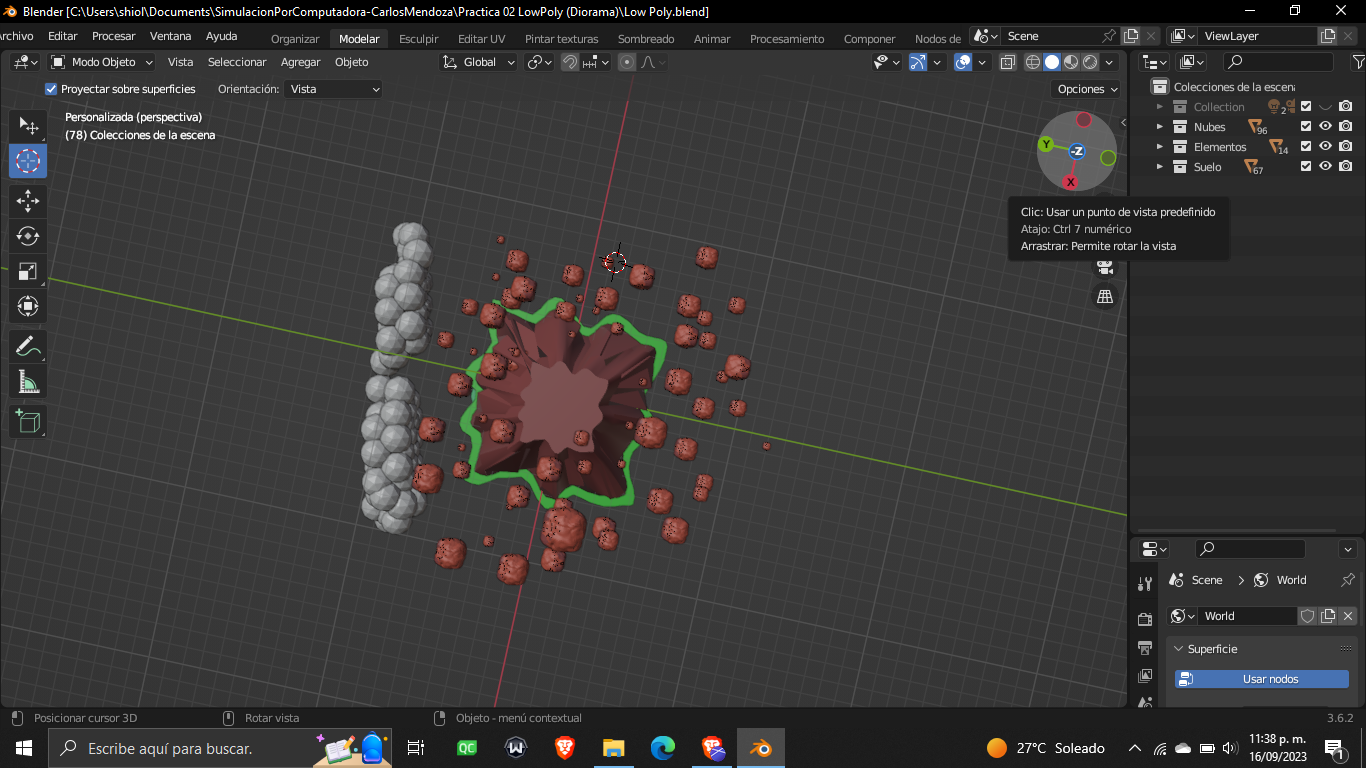 Blender [C:\Users\shiol\Documents\SimulacionPorComputadora-CarlosMendoza\Practica 02 LowPoly (Diorama)\Low Poly.blend]
rchivo Editar Procesar Ventana Ayuda Organizar Modelar Esculpir Editar UV Pintar texturas Sombreado Animar Procesamiento Componer Nodos de Scene ViewLayer
Modo Objeto Vista Seleccionar Agregar Objeto Global
Proyectar sobre superficies Orientación: Vista Opciones
Personalizada (perspectiva)
(78) Colecciones de la escena
Y -Z X
Clic: Usar un punto de vista predefinido
Atajo: Ctrl 7 numérico
Arrastrar: Permite rotar la vista
Colecciones de la escena
Collection 2
Nubes 96
Elementos 14
Suelo 67
Scene World
World
Superficie
Usar nodos
Posicionar cursor 3D Rotar vista Objeto - menú contextual 3.6.2
Escribe aquí para buscar. QC W 27°C Soleado 11:38 p. m.
16/09/2023 1